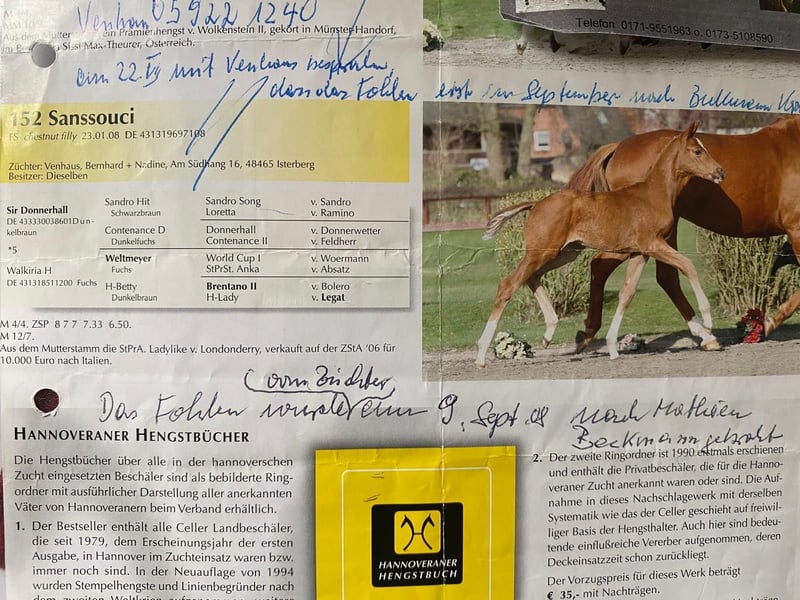 Venhaus 05922 1240
Prämienhengst v. Wolkenstein II, gekört in Münster-Handorf,
Sissi Max-Theurer, Österreich.
Telefon 0171-9551963 o. 0173-5108590
am 22. IV mit Venhaus besprochen,
dass das Fohlen erst im September nach
152 Sanssouci
FS chestnut filly 23.01.08 DE 431319697108
Züchter: Venhaus, Bernhard + Nadine, Am Südhang 16, 48465 Isterberg
Besitzer: Dieselben
Sir Donnerhall
DE 433330038601Dun-
kelbraun
*5
Walkiria H
DE 431318511200 Fuchs
Sandro Hit
Schwarzbraun
Contenance D
Dunkelfuchs
Weltmeyer
Fuchs
H-Betty
Dunkelbraun
Sandro Song v. Sandro
Loretta v. Ramino
Donnerhall v. Donnerwetter
Contenance II v. Feldherr
World Cup I v. Woermann
StPrSt. Anka v. Absatz
Brentano II v. Bolero
H-Lady v. Legat
M 4/4. ZSP 8 7 7 7.33 6.50.
M 12/7.
Aus dem Mutterstamm die StPrA. Ladylike v. Londonderry, verkauft auf der ZStA '06 für
10.000 Euro nach Italien.
(vom Züchter)
Das Fohlen wurde am 9. Sept. 08 nach Mathien
Beckmann gebracht
HANNOVERANER HENGSTBÜCHER
Die Hengstbücher über alle in der hannoverschen
Zucht eingesetzten Beschäler sind als bebilderte Ring-
ordner mit ausführlicher Darstellung aller anerkannten
Väter von Hannoveranern beim Verband erhältlich.
1. Der Bestseller enthält alle Celler Landbeschäler,
die seit 1979, dem Erscheinungsjahr der ersten
Ausgabe, in Hannover im Zuchteinsatz waren bzw.
immer noch sind. In der Neuauflage von 1994
wurden Stempelhengste und Linienbegründer nach
dem zweiten Weltkrieg
HANNOVERANER
HENGSTBUCH
2. Der zweite Ringordner ist 1990 erstmals erschienen
und enthält die Privatbeschäler, die für die Hanno-
veraner Zucht anerkannt waren oder sind. Die Auf-
nahme in dieses Nachschlagewerk mit derselben
Systematik wie das der Celler geschieht auf freiwil-
liger Basis der Hengsthalter. Auch hier sind bedeu-
tende einflußreiche Vererber aufgenommen, deren
Deckeinsatzzeit schon zurückliegt.
Der Vorzugspreis für dieses Werk beträgt
€ 35,- mit Nachträgen.